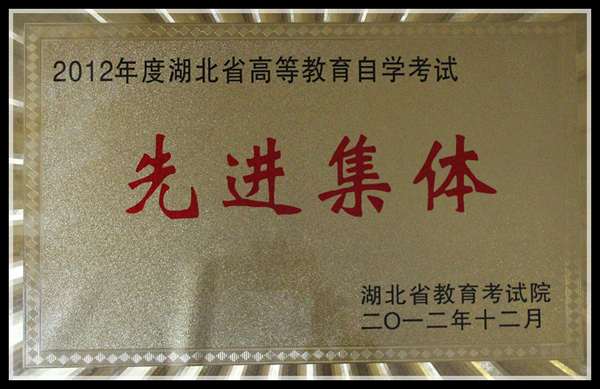 2012年度湖北省高等教育自学考试
先进集体
湖北省教育考试院
二〇一二年十二月